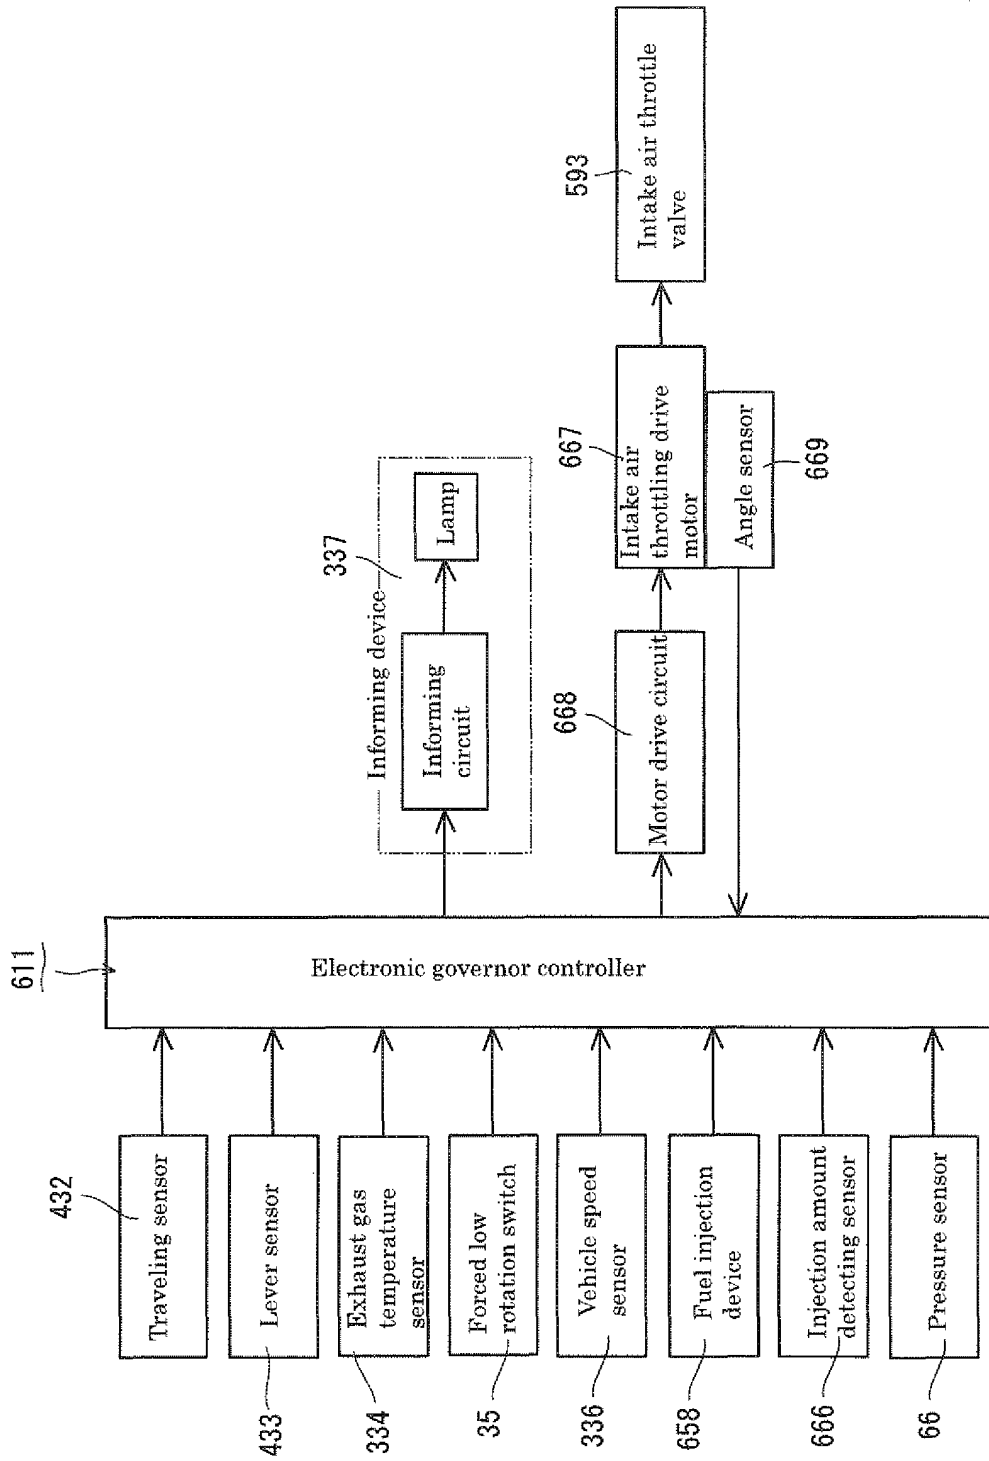 611
Electronic governor controller
432
Traveling sensor
433
Lever sensor
334
Exhaust gas
temperature
sensor
35
Forced low
rotation switch
336
Vehicle speed
sensor
658
Fuel injection
device
666
Injection amount
detecting sensor
66
Pressure sensor
337
Informing device
Informing
circuit
Lamp
668
Motor drive circuit
667
Intake air
throttling drive
motor
669
Angle sensor
593
Intake air throttle
valve